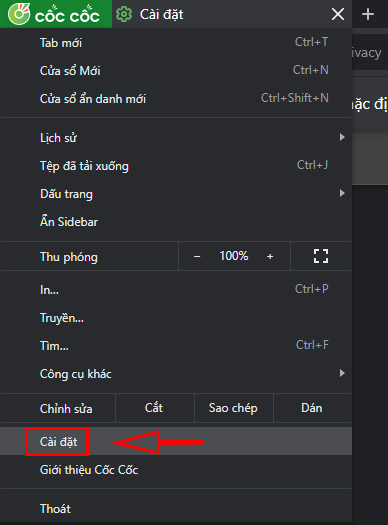 cốc cốc Cài đặt
Tab mới Ctrl+T
ivacy
Cửa sổ Mới Ctrl+N
Cửa sổ ẩn danh mới Ctrl+Shift+N
Lịch sử
Tệp đã tải xuống Ctrl+J
Dấu trang
Ẩn Sidebar
Thu phóng − 100% +
In... Ctrl+P
Truyền...
Tìm... Ctrl+F
Công cụ khác
Chỉnh sửa Cắt Sao chép Dán
Cài đặt
Giới thiệu Cốc Cốc
Thoát